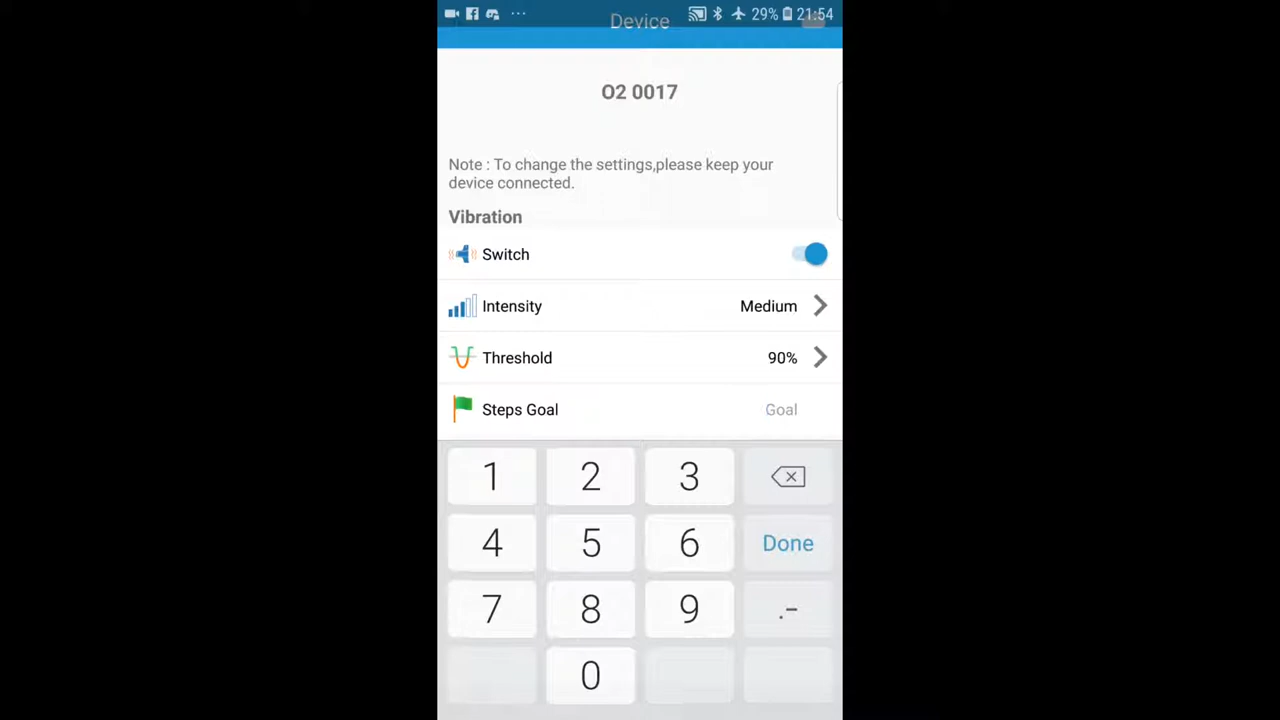 29% 21:54
Device
O2 0017
Note : To change the settings,please keep your
device connected.
Vibration
Switch
Intensity Medium
Threshold 90%
Steps Goal Goal
1 2 3
4 5 6 Done
7 8 9 .-
0